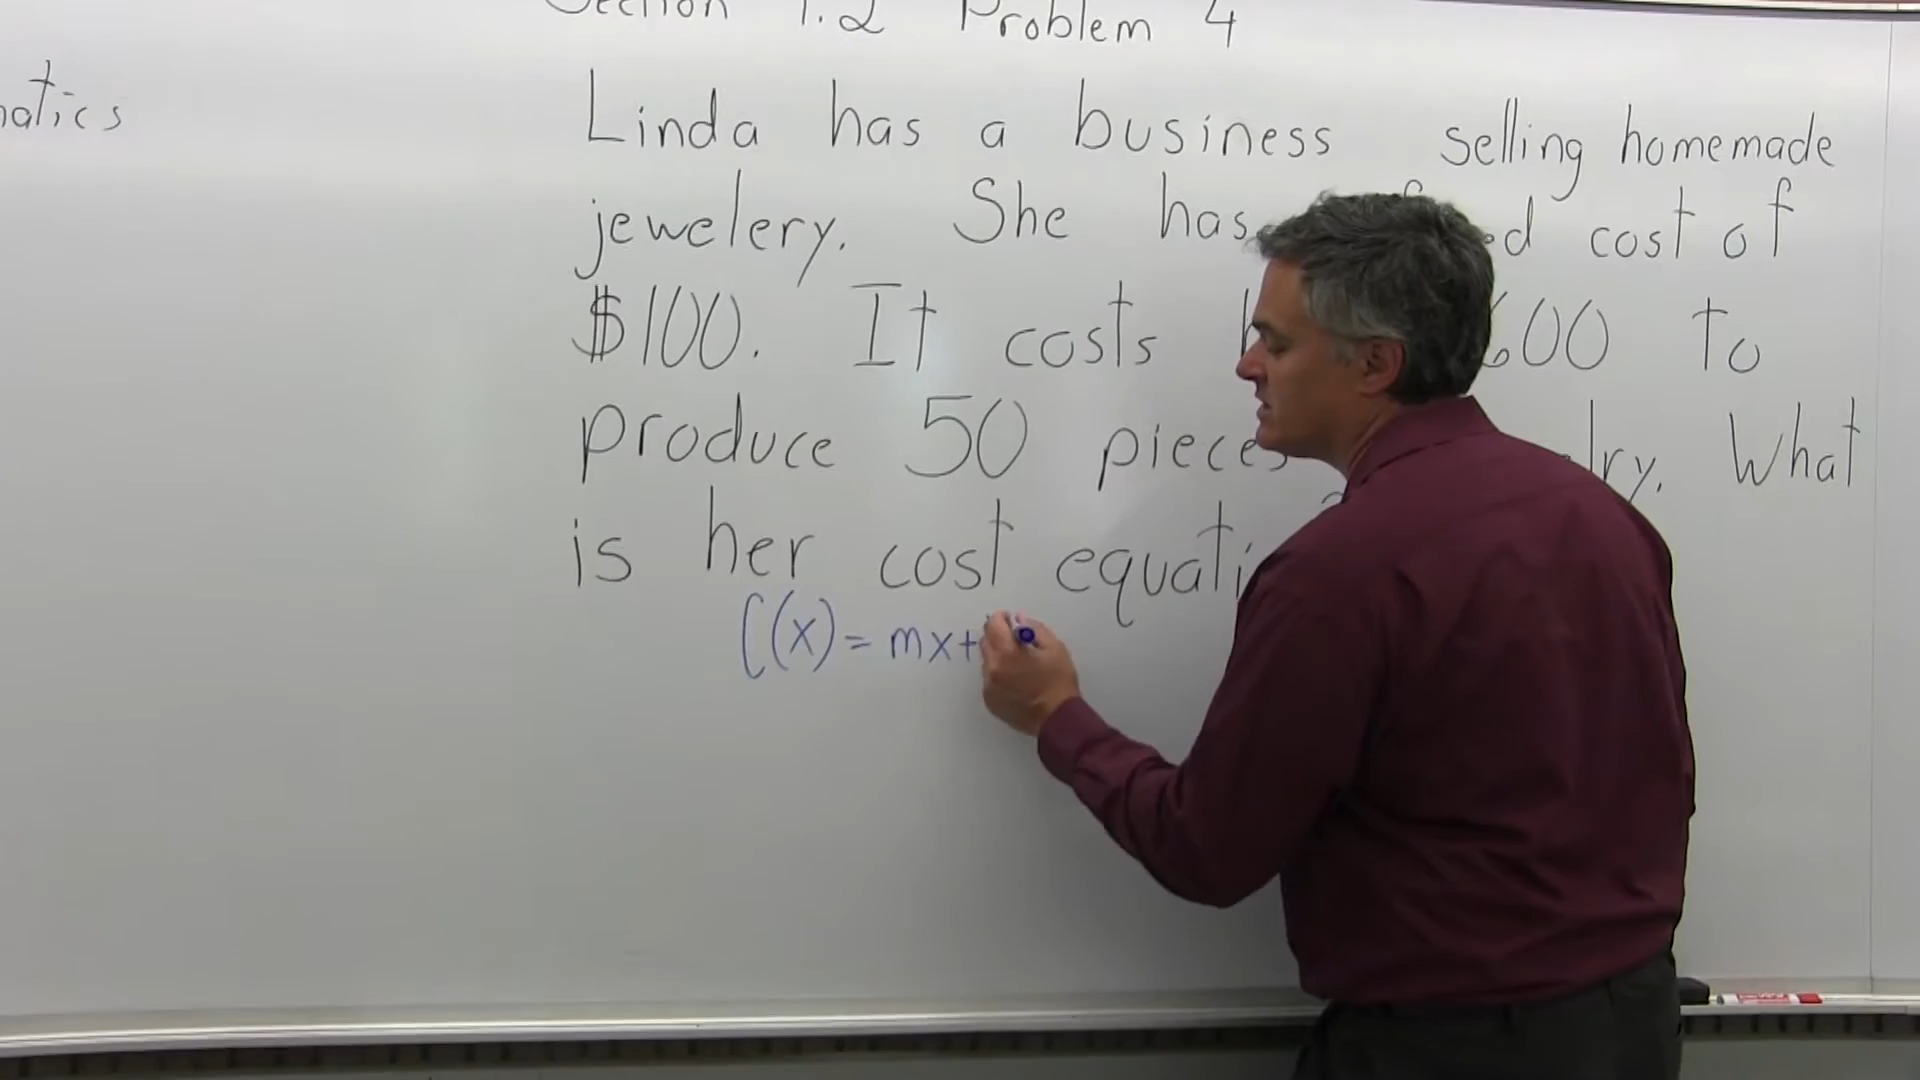 Section 1.2 Problem 4
natics
Linda has a business selling homemade
jewelery. She has cost of
$100. It costs 600 to
produce 50 pieces lry. What
is her cost equati
C(x) = mx+